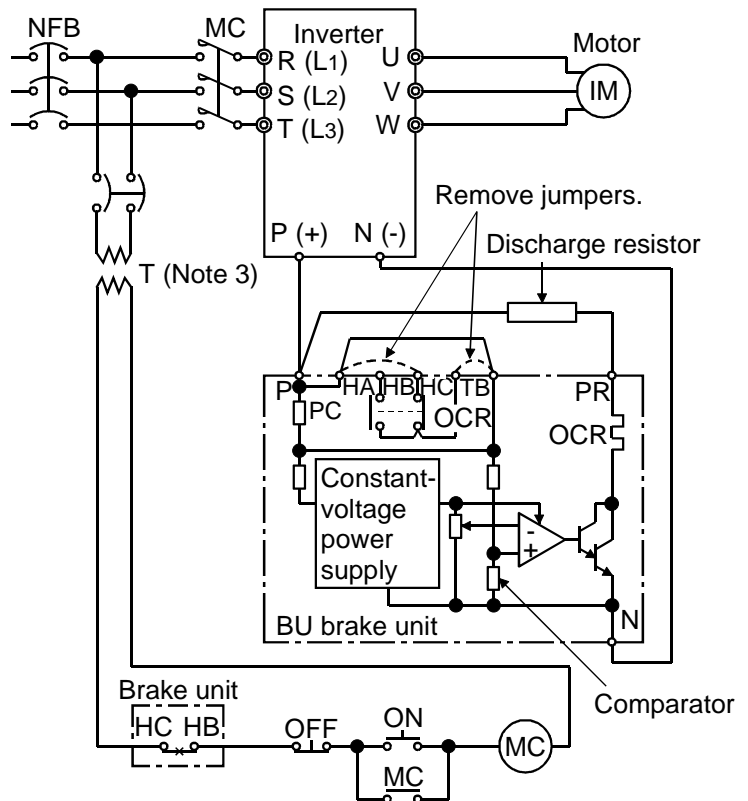 NFB
MC
Inverter
R (L1)
S (L2)
T (L3)
U
V
W
Motor
IM
Remove jumpers.
P (+)
N (-)
Discharge resistor
T (Note 3)
P
HA
HB
HC
TB
PR
PC
OCR
OCR
Constant-
voltage
power
supply
-
+
N
BU brake unit
Comparator
Brake unit
HC
HB
OFF
ON
MC
MC